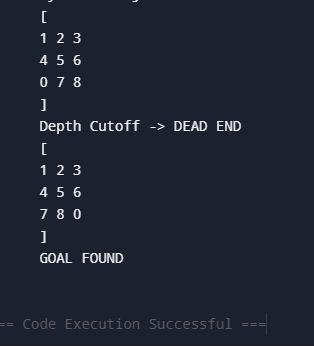 [
1 2 3
4 5 6
0 7 8
]
Depth Cutoff -> DEAD END
[
1 2 3
4 5 6
7 8 0
]
GOAL FOUND
== Code Execution Successful ===